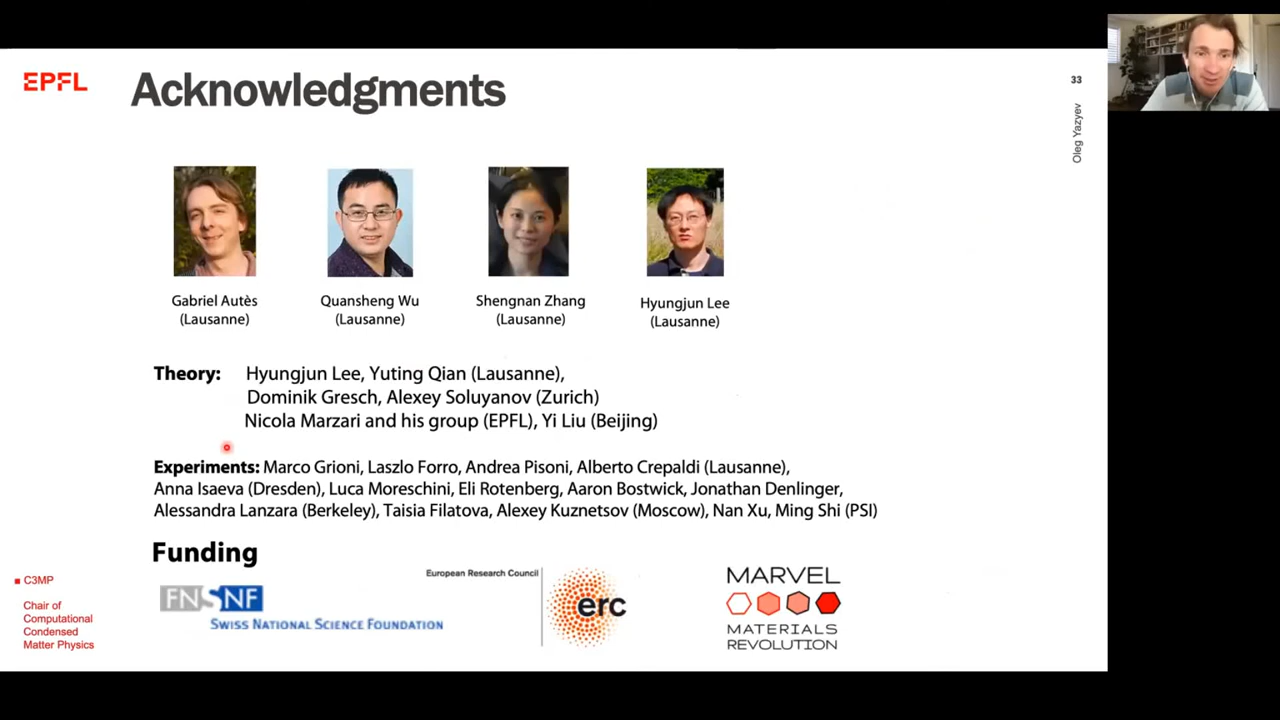 EPFL
Acknowledgments
33
Oleg Yazyev
Gabriel Autès
(Lausanne)
Quansheng Wu
(Lausanne)
Shengnan Zhang
(Lausanne)
Hyungjun Lee
(Lausanne)
Theory: Hyungjun Lee, Yuting Qian (Lausanne),
Dominik Gresch, Alexey Soluyanov (Zurich)
Nicola Marzari and his group (EPFL), Yi Liu (Beijing)
Experiments: Marco Grioni, Laszlo Forro, Andrea Pisoni, Alberto Crepaldi (Lausanne),
Anna Isaeva (Dresden), Luca Moreschini, Eli Rotenberg, Aaron Bostwick, Jonathan Denlinger,
Alessandra Lanzara (Berkeley), Taisia Filatova, Alexey Kuznetsov (Moscow), Nan Xu, Ming Shi (PSI)
Funding
FNSNF
SWISS NATIONAL SCIENCE FOUNDATION
European Research Council
erc
MARVEL
MATERIALS
REVOLUTION
C3MP
Chair of
Computational
Condensed
Matter Physics